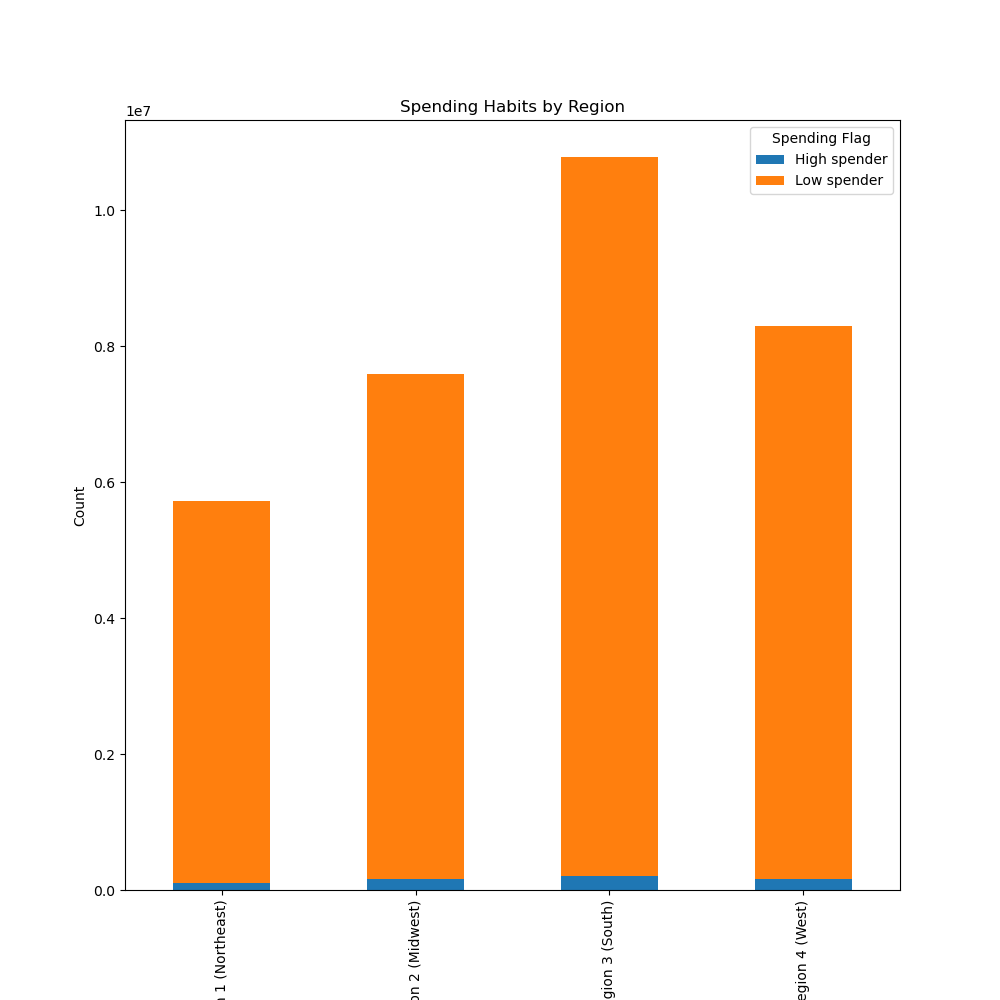 Spending Habits by Region
1e7
Spending Flag
High spender
Low spender
1.0
0.8
0.6
0.4
0.2
0.0
Count
1 (Northeast)
on 2 (Midwest)
gion 3 (South)
egion 4 (West)